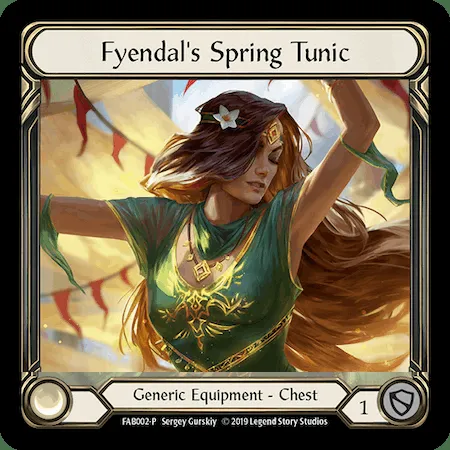 Fyendal's Spring Tunic
Generic Equipment - Chest
1
FAB002-P Sergey Gurskiy © 2019 Legend Story Studios